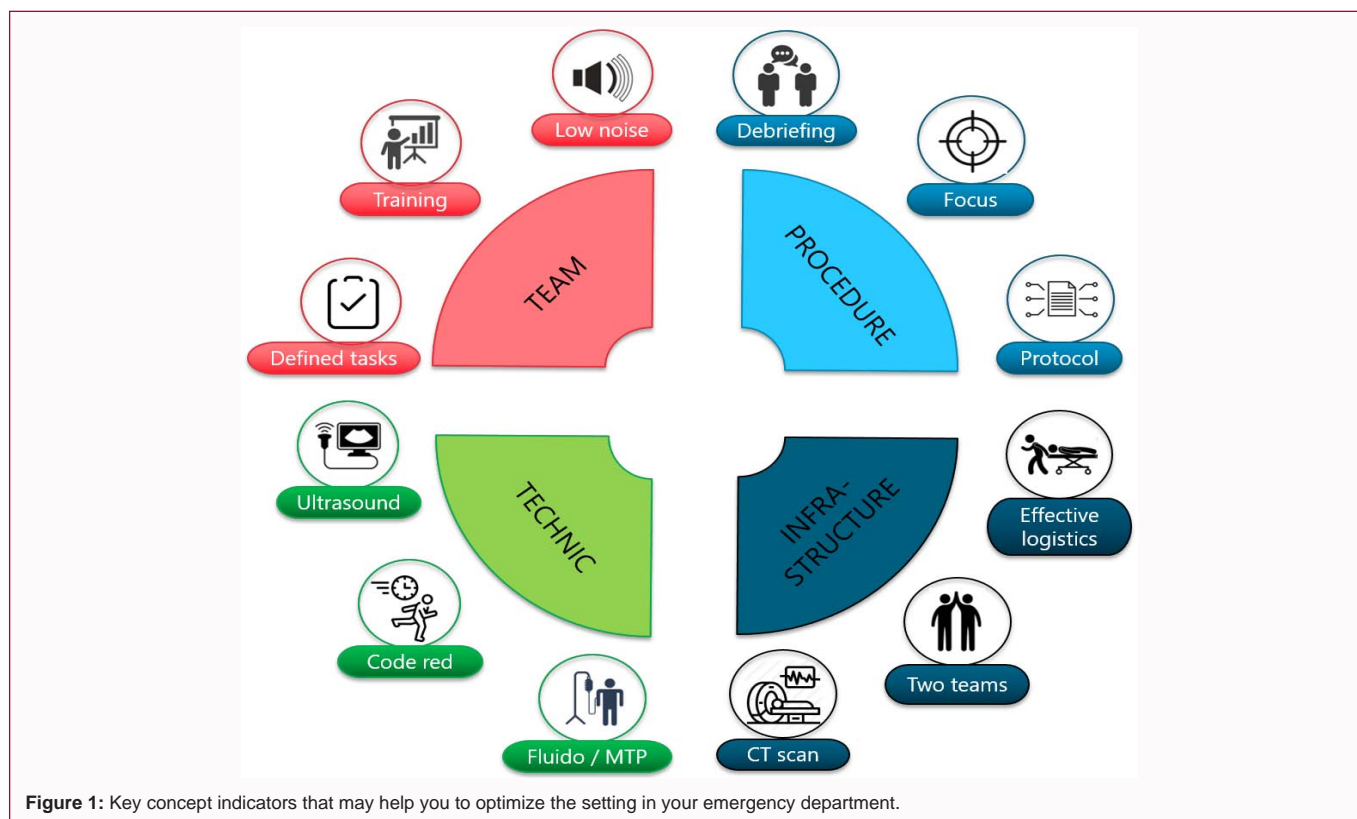 Low noise
Debriefing
Training
Focus
TEAM
PROCEDURE
Defined tasks
Protocol
Ultrasound
Effective
logistics
TECHNIC
INFRA-
STRUCTURE
Code red
Two teams
Fluido / MTP
CT scan
Figure 1: Key concept indicators that may help you to optimize the setting in your emergency department.